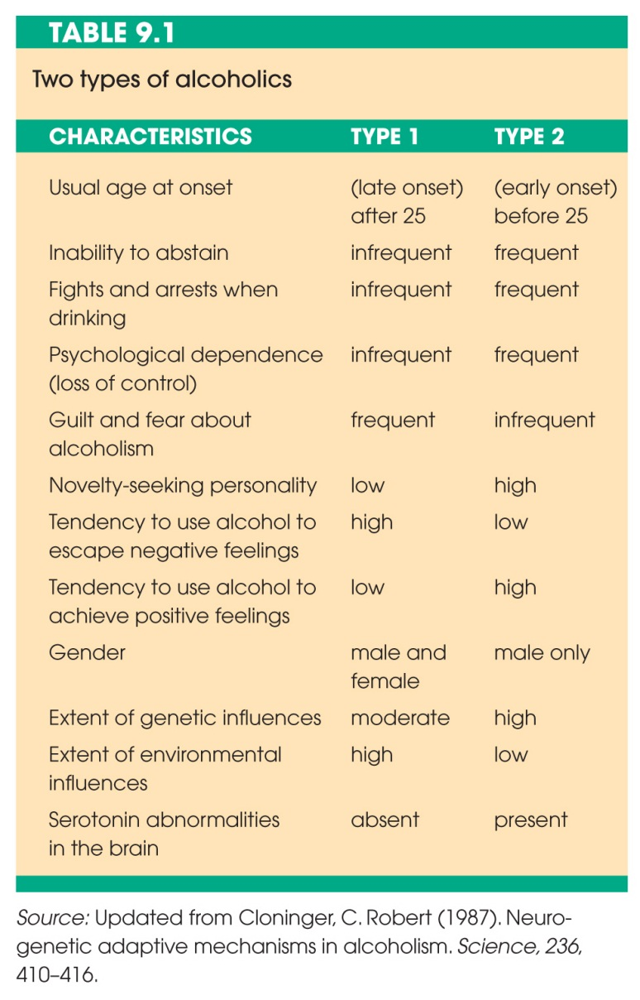 TABLE 9.1
Two types of alcoholics
CHARACTERISTICS TYPE 1 TYPE 2
Usual age at onset (late onset) (early onset)
after 25 before 25
Inability to abstain infrequent frequent
Fights and arrests when infrequent frequent
drinking
Psychological dependence infrequent frequent
(loss of control)
Guilt and fear about frequent infrequent
alcoholism
Novelty-seeking personality low high
Tendency to use alcohol to high low
escape negative feelings
Tendency to use alcohol to low high
achieve positive feelings
Gender male and male only
female
Extent of genetic influences moderate high
Extent of environmental high low
influences
Serotonin abnormalities absent present
in the brain
Source: Updated from Cloninger, C. Robert (1987). Neuro-
genetic adaptive mechanisms in alcoholism. Science, 236,
410–416.